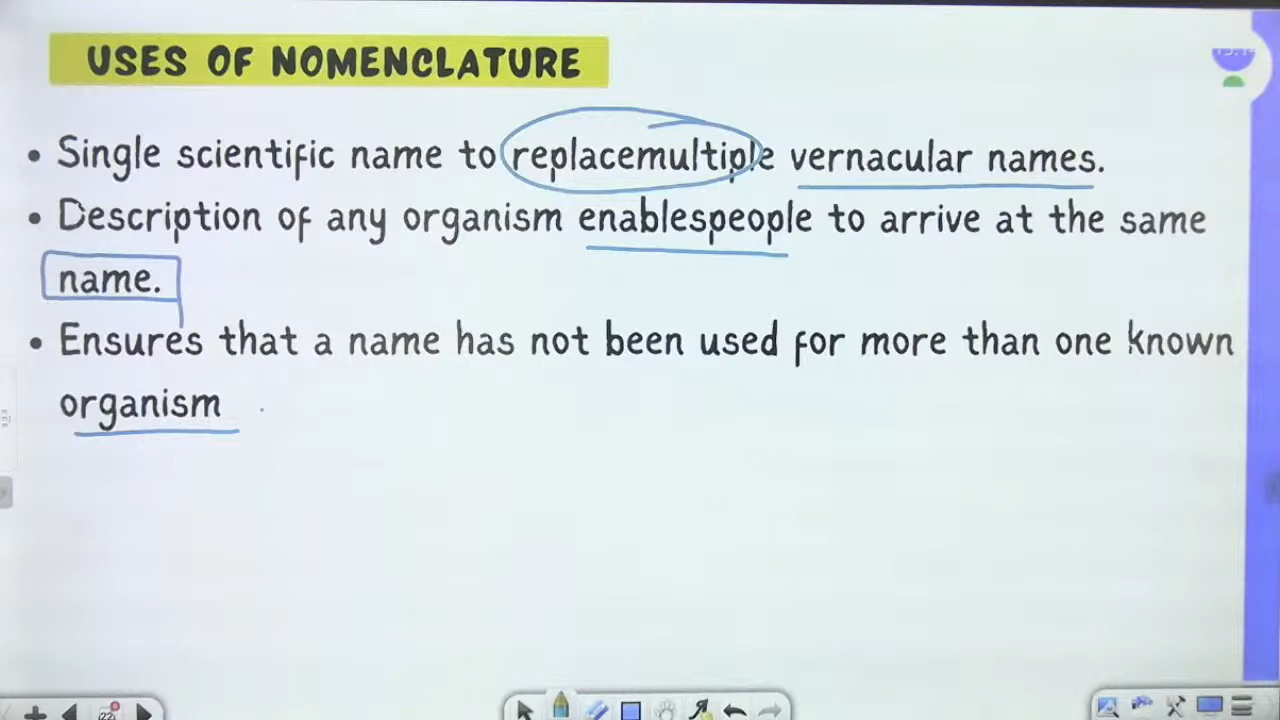 USES OF NOMENCLATURE
• Single scientific name to replacemultiple vernacular names.
• Description of any organism enablespeople to arrive at the same
name.
• Ensures that a name has not been used for more than one known
organism
22